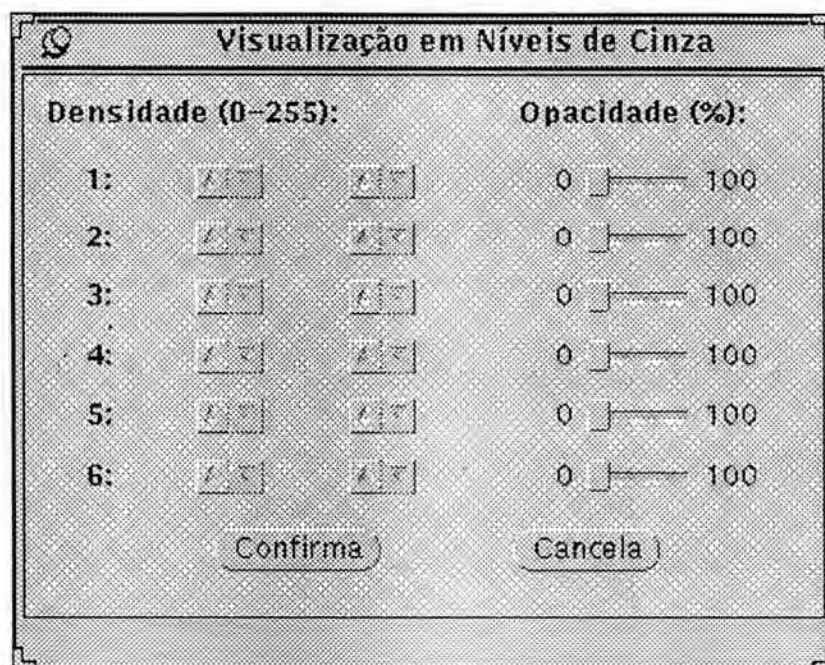 Visualização em Níveis de Cinza
Densidade (0-255): Opacidade (%):
1: 0 100
2: 0 100
3: 0 100
4: 0 100
5: 0 100
6: 0 100
Confirma Cancela